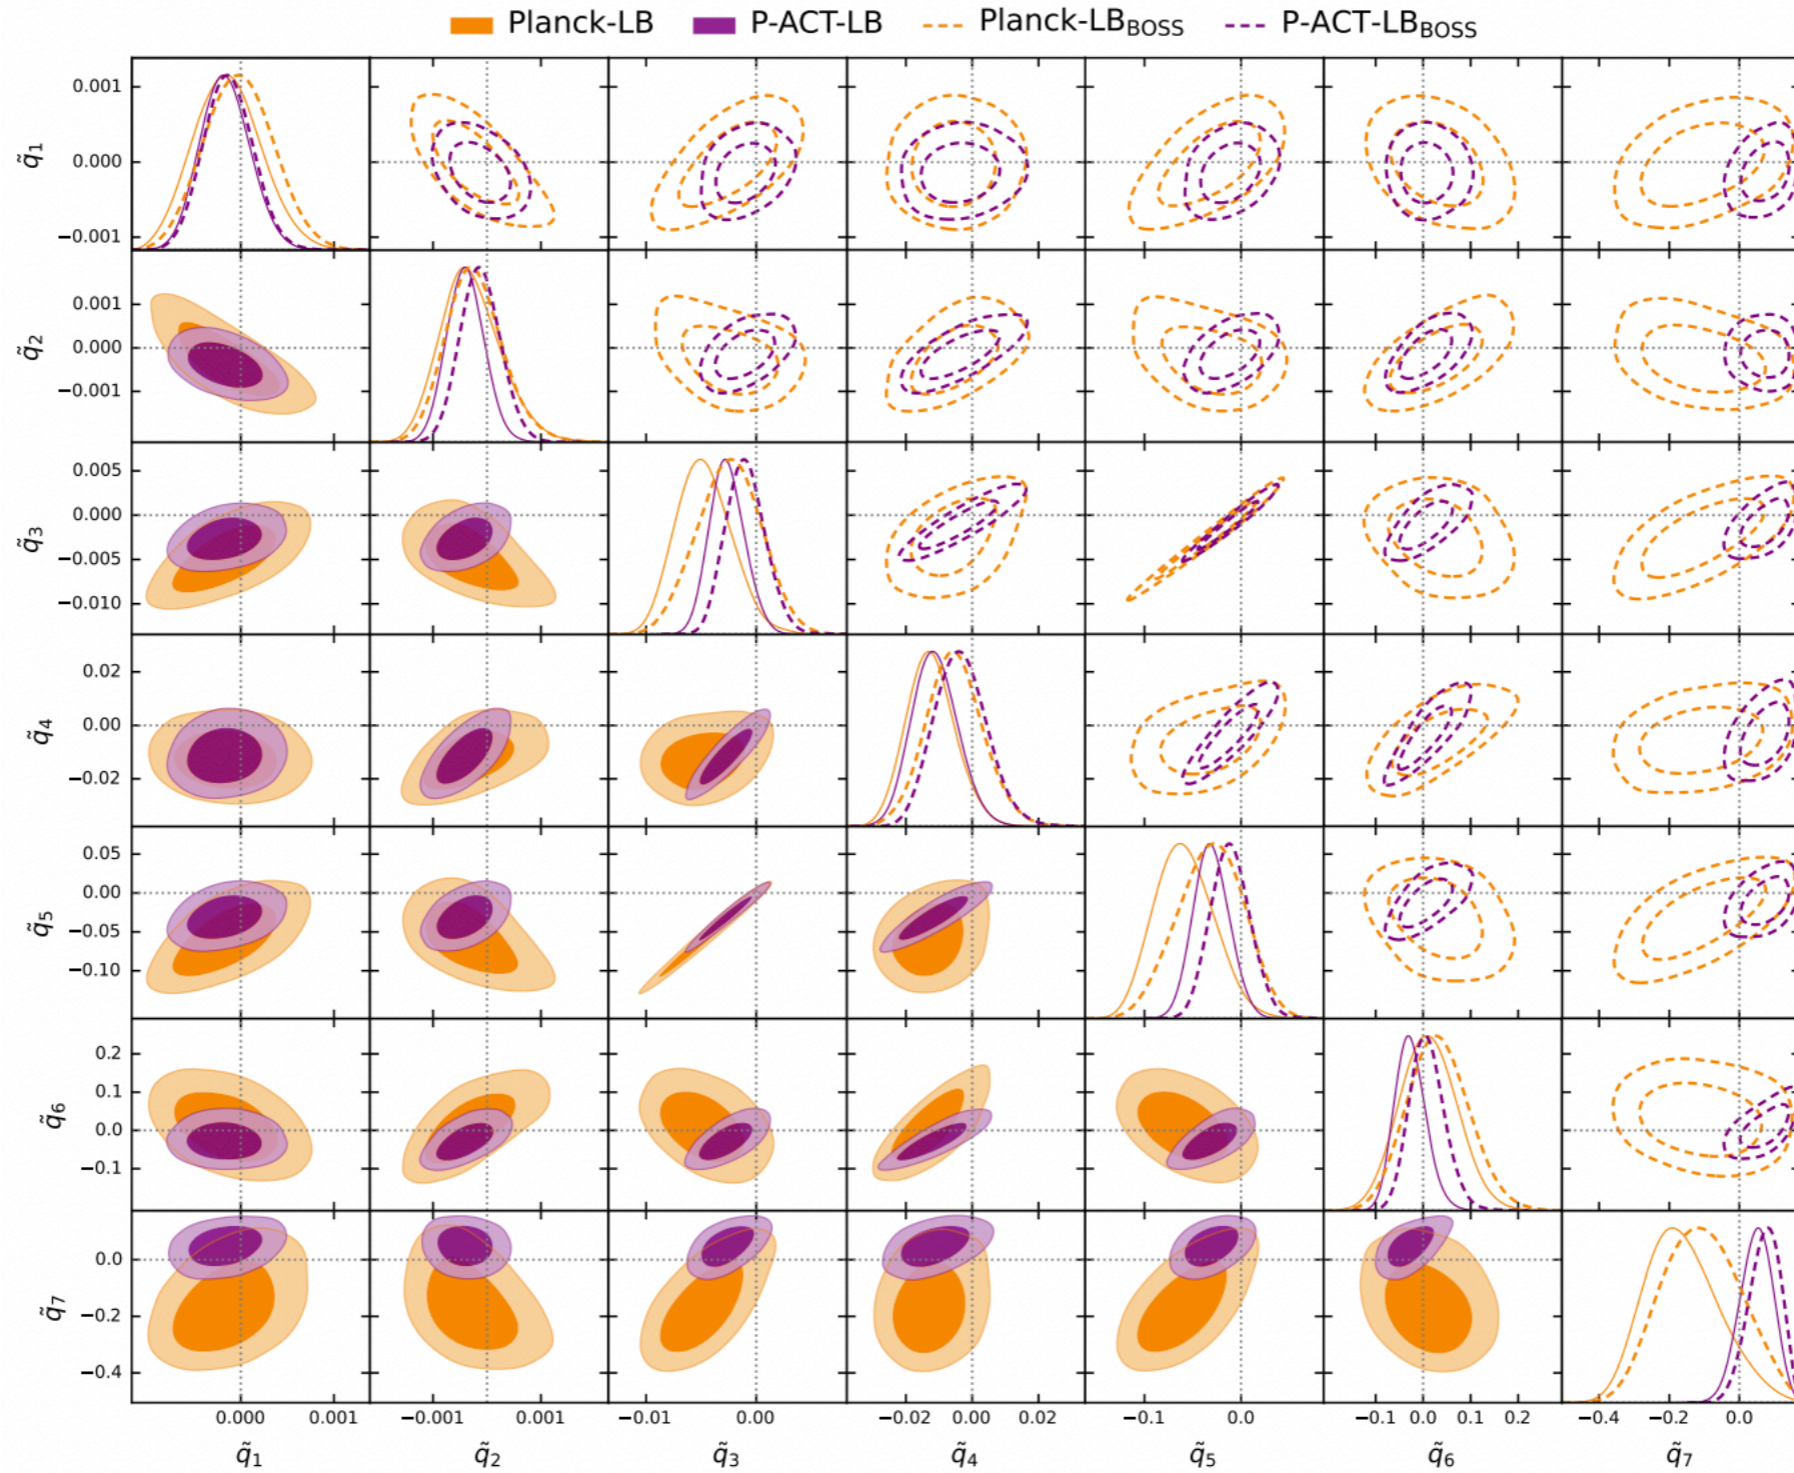 Planck-LB P-ACT-LB Planck-LB_BOSS P-ACT-LB_BOSS
0.001
q̃₁
0.000
−0.001
0.001
q̃₂
0.000
−0.001
0.005
0.000
q̃₃
−0.005
−0.010
0.02
q̃₄
0.00
−0.02
0.05
0.00
q̃₅
−0.05
−0.10
0.2
0.1
q̃₆
0.0
−0.1
0.0
q̃₇
−0.2
−0.4
0.000 0.001 −0.001 0.001 −0.01 0.00 −0.02 0.00 0.02 −0.1 0.0 −0.1 0.0 0.1 0.2 −0.4 −0.2 0.0
q̃₁ q̃₂ q̃₃ q̃₄ q̃₅ q̃₆ q̃₇